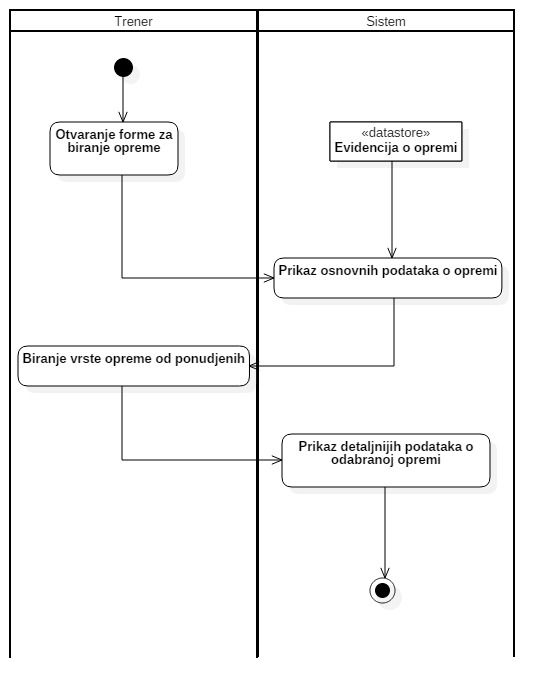 Trener
Sistem
Otvaranje forme za
biranje opreme
«datastore»
Evidencija o opremi
Prikaz osnovnih podataka o opremi
Biranje vrste opreme od ponudjenih
Prikaz detaljnijih podataka o
odabranoj opremi